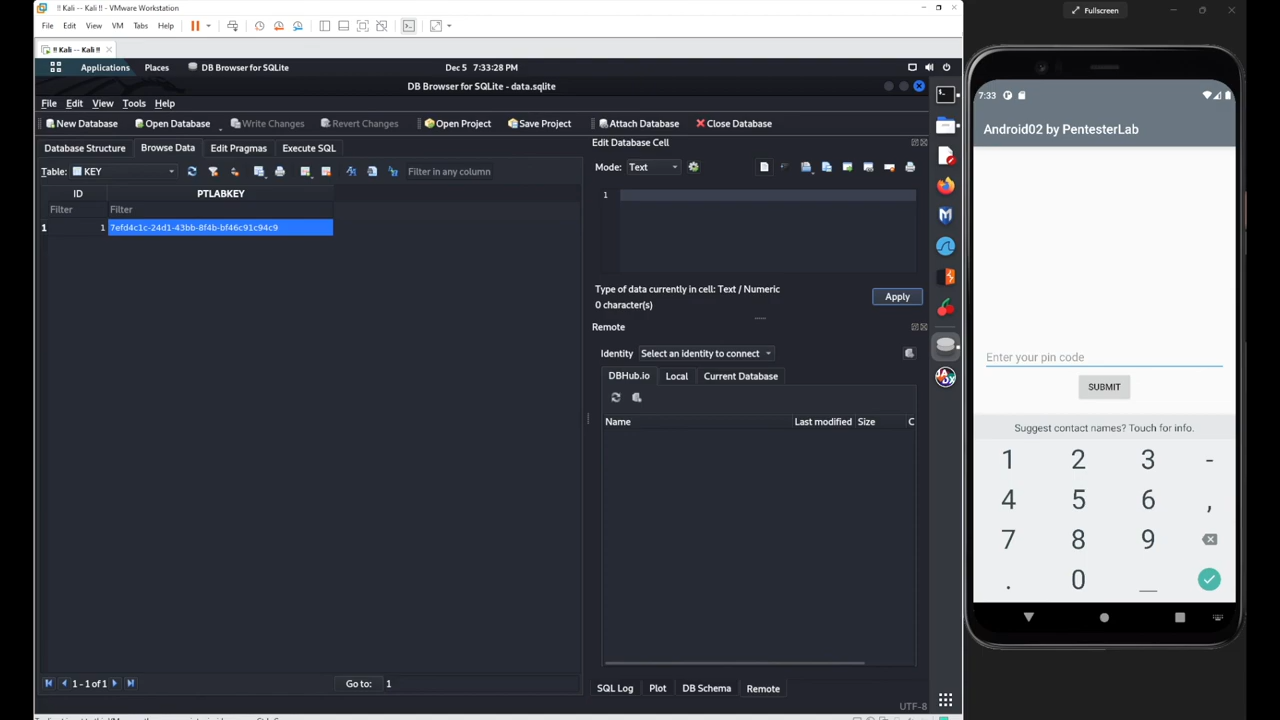 !! Kali -- Kali !! - VMware Workstation
Fullscreen
File Edit View VM Tabs Help
!! Kali -- Kali !!
Applications Places DB Browser for SQLite Dec 5 7:33:28 PM
DB Browser for SQLite - data.sqlite
File Edit View Tools Help
New Database Open Database Write Changes Revert Changes Open Project Save Project Attach Database Close Database
Database Structure Browse Data Edit Pragmas Execute SQL
Table: KEY
Filter in any column
ID PTLABKEY
Filter Filter
1 1 7efd4c1c-24d1-43bb-8f4b-bf46c91c94c9
1 - 1 of 1
Go to: 1
Edit Database Cell
Mode: Text
1
Type of data currently in cell: Text / Numeric
0 character(s)
Apply
Remote
Identity Select an identity to connect
DBHub.io Local Current Database
Name Last modified Size C
SQL Log Plot DB Schema Remote
UTF-8
7:33
Android02 by PentesterLab
Enter your pin code
SUBMIT
Suggest contact names? Touch for info.
1 2 3 -
4 5 6 ,
7 8 9
. 0 _